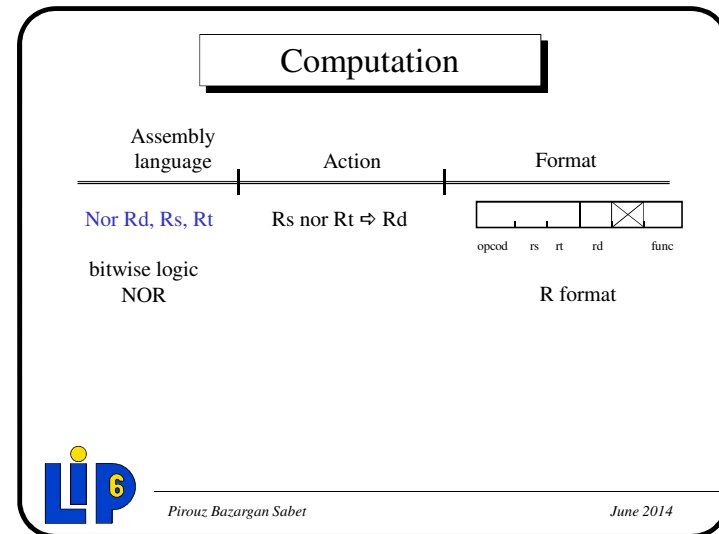 Computation
Assembly
language
Action
Format
Nor Rd, Rs, Rt
Rs nor Rt ⇨ Rd
opcod rs rt rd func
bitwise logic
NOR
R format
LIP6
Pirouz Bazargan Sabet
June 2014